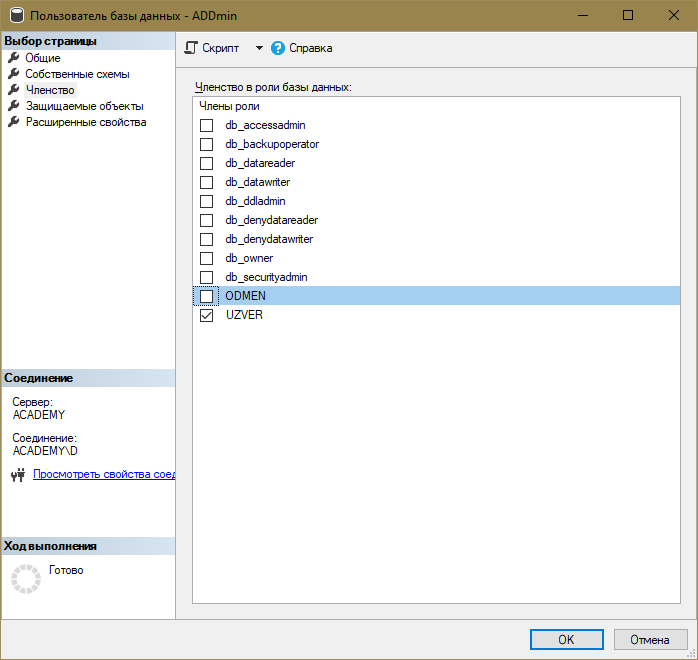 Пользователь базы данных - ADDmin
Выбор страницы
Общие
Собственные схемы
Членство
Защищаемые объекты
Расширенные свойства
Скрипт
Справка
Членство в роли базы данных:
Члены роли
db_accessadmin
db_backupoperator
db_datareader
db_datawriter
db_ddladmin
db_denydatareader
db_denydatawriter
db_owner
db_securityadmin
ODMEN
UZVER
Соединение
Сервер:
ACADEMY
Соединение:
ACADEMY\D
Просмотреть свойства соед
Ход выполнения
Готово
OK
Отмена